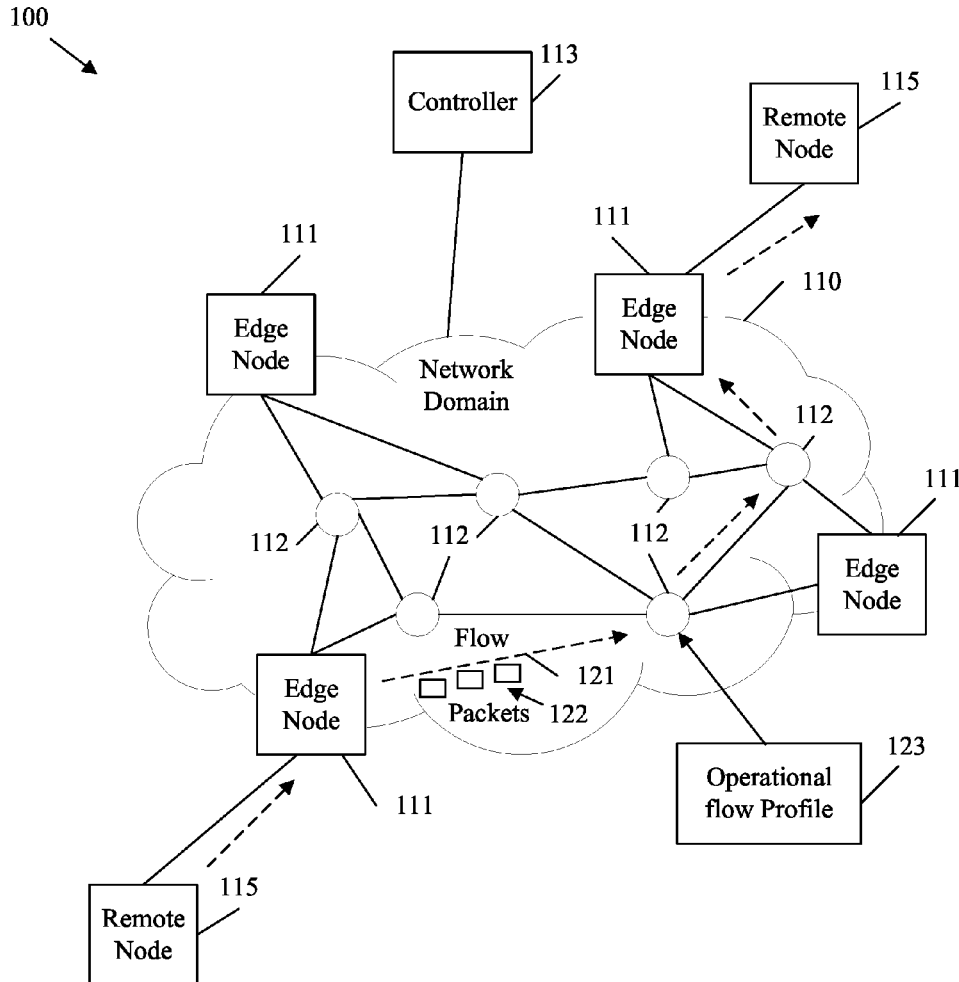 100
113
Controller
115
Remote
Node
111
111
110
Edge
Node
Edge
Node
Network
Domain
112
111
112
112
112
Edge
Node
Flow
121
Edge
Node
122
Packets
123
Operational
flow Profile
111
115
Remote
Node